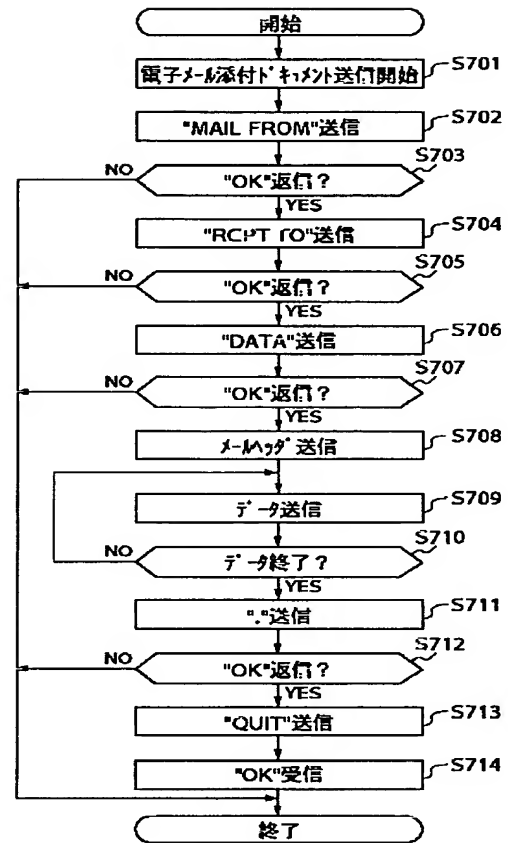 開始
電子メール添付ドキュメント送信開始 S701
"MAIL FROM"送信 S702
"OK"返信？ S703
NO
YES
"RCPT TO"送信 S704
"OK"返信？ S705
NO
YES
"DATA"送信 S706
"OK"返信？ S707
NO
YES
メールヘッダ送信 S708
データ送信 S709
データ終了？ S710
NO
YES
"."送信 S711
"OK"返信？ S712
NO
YES
"QUIT"送信 S713
"OK"受信 S714
終了